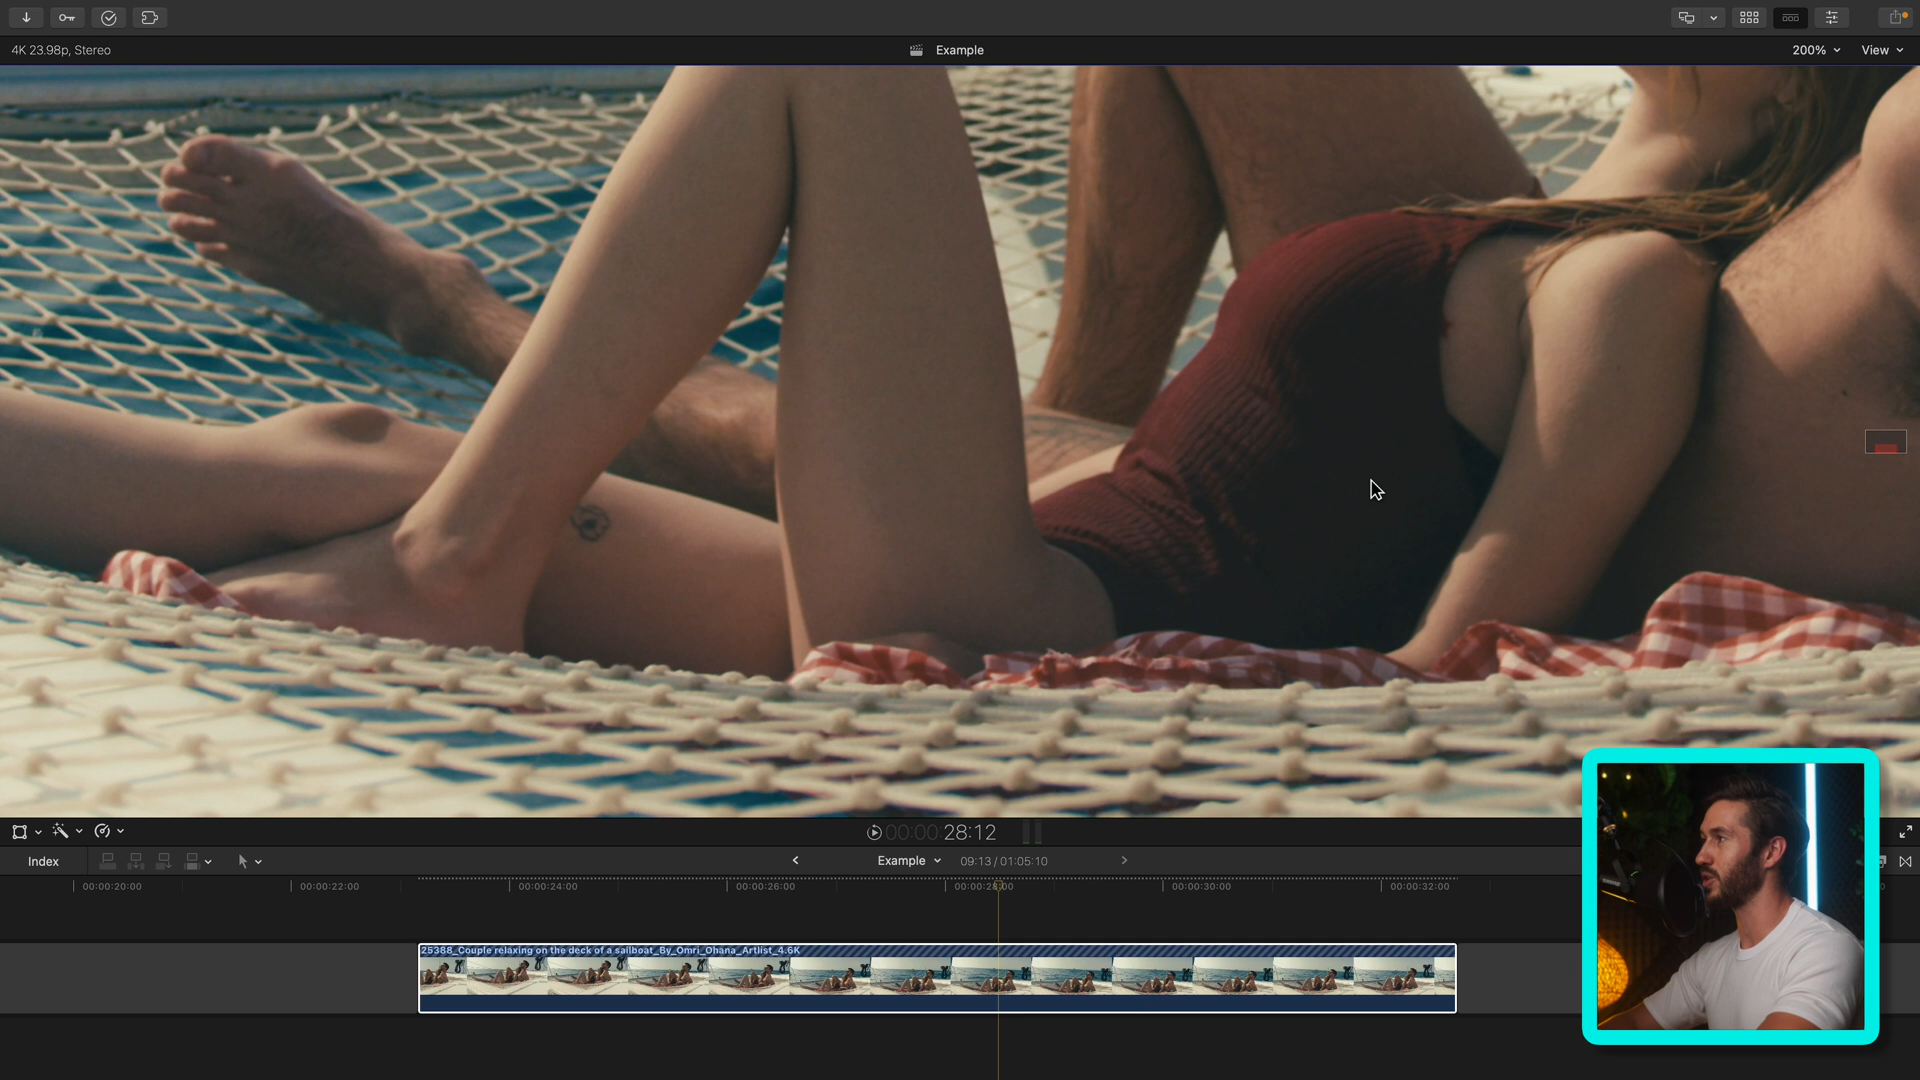 4K 23.98p, Stereo
Example
200%
View
00:00:28:12
Index
Example
09:13 / 01:05:10
00:00:20:00
00:00:22:00
00:00:24:00
00:00:26:00
00:00:28:00
00:00:30:00
00:00:32:00
25388_Couple relaxing on the deck of a sailboat_By_Omri_Ohana_Artlist_4.6K